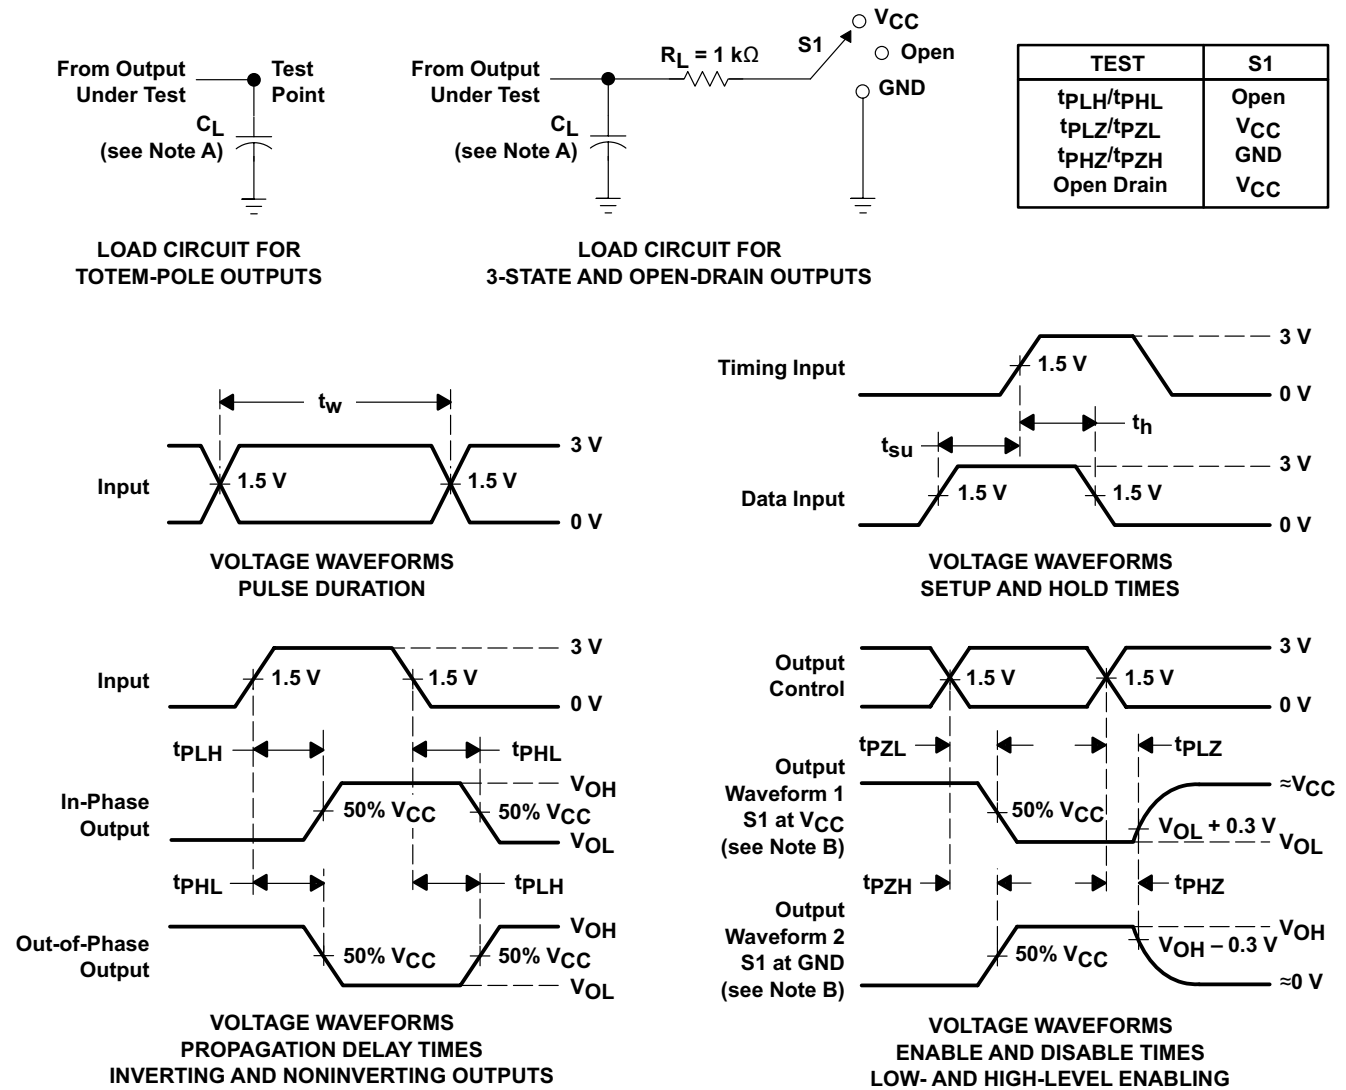 From Output
Under Test
Test
Point
CL
(see Note A)
LOAD CIRCUIT FOR
TOTEM-POLE OUTPUTS
From Output
Under Test
RL = 1 kΩ
S1
VCC
Open
GND
CL
(see Note A)
LOAD CIRCUIT FOR
3-STATE AND OPEN-DRAIN OUTPUTS
TEST S1
tPLH/tPHL Open
tPLZ/tPZL VCC
tPHZ/tPZH GND
Open Drain VCC
tw
Input
1.5 V
1.5 V
3 V
0 V
VOLTAGE WAVEFORMS
PULSE DURATION
Timing Input
1.5 V
3 V
0 V
th
tsu
Data Input
1.5 V
1.5 V
3 V
0 V
VOLTAGE WAVEFORMS
SETUP AND HOLD TIMES
Input
1.5 V
1.5 V
3 V
0 V
tPLH
tPHL
In-Phase
Output
50% VCC
50% VCC
VOH
VOL
tPHL
tPLH
Out-of-Phase
Output
50% VCC
50% VCC
VOH
VOL
VOLTAGE WAVEFORMS
PROPAGATION DELAY TIMES
INVERTING AND NONINVERTING OUTPUTS
Output
Control
1.5 V
1.5 V
3 V
0 V
tPZL
tPLZ
Output
Waveform 1
S1 at VCC
(see Note B)
50% VCC
VOL + 0.3 V
≈VCC
VOL
tPZH
tPHZ
Output
Waveform 2
S1 at GND
(see Note B)
50% VCC
VOH – 0.3 V
VOH
≈0 V
VOLTAGE WAVEFORMS
ENABLE AND DISABLE TIMES
LOW- AND HIGH-LEVEL ENABLING